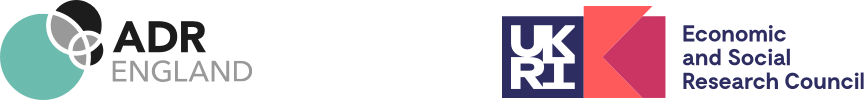 ADR
ENGLAND
UK
RI
Economic
and Social
Research Council